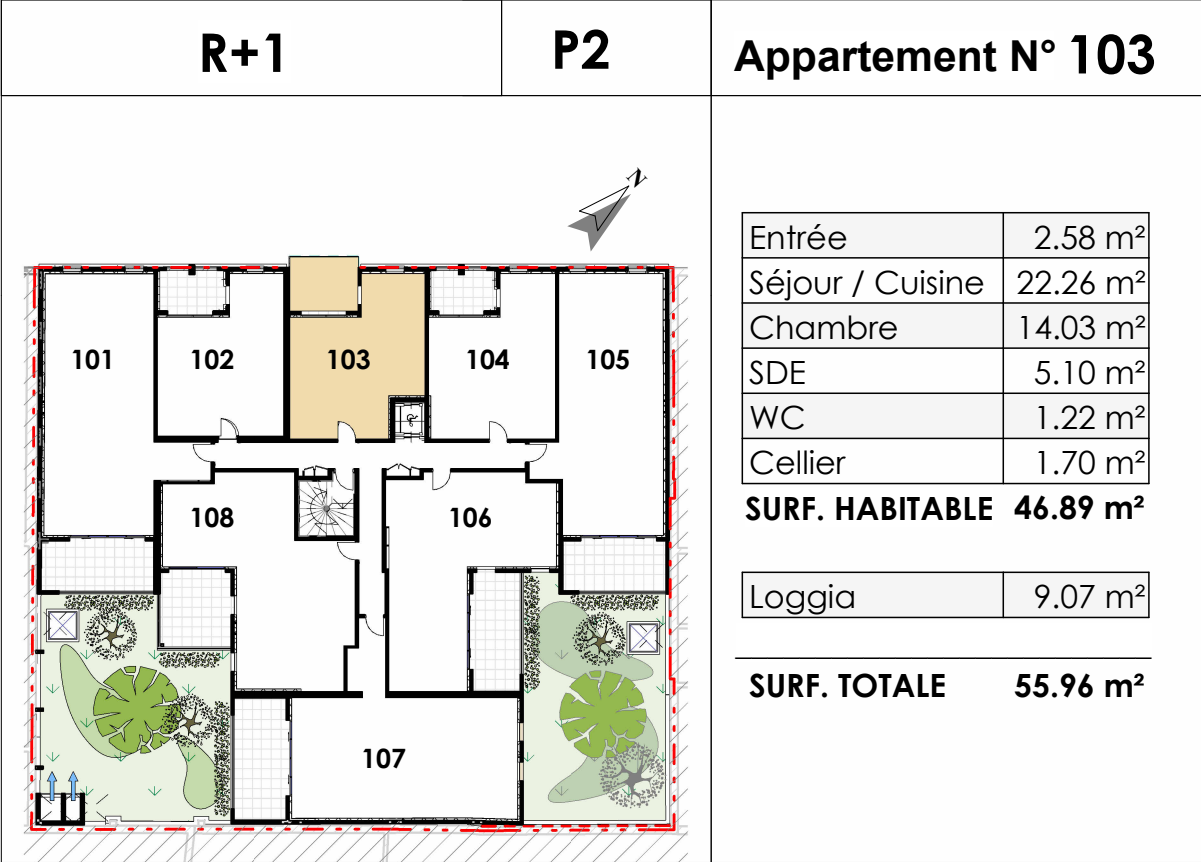 R+1
P2
Appartement N° 103
N
101
102
103
104
105
108
106
107
Entrée 2.58 m²
Séjour / Cuisine 22.26 m²
Chambre 14.03 m²
SDE 5.10 m²
WC 1.22 m²
Cellier 1.70 m²
SURF. HABITABLE 46.89 m²
Loggia 9.07 m²
SURF. TOTALE 55.96 m²